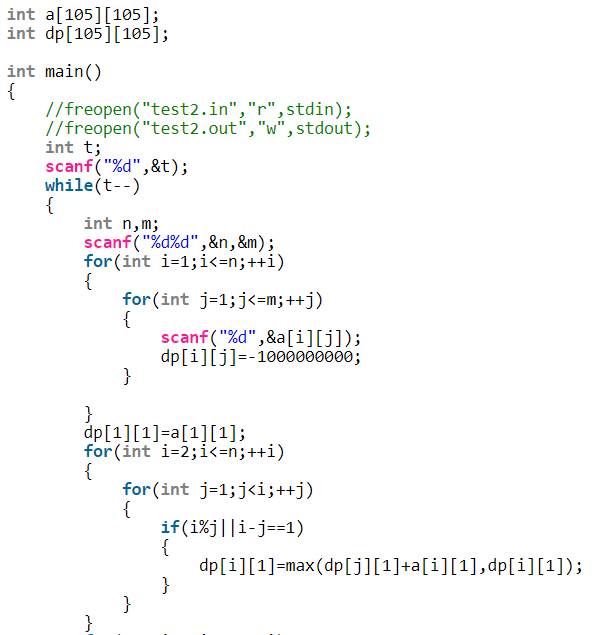 int a[105][105];
int dp[105][105];
int main()
{
//freopen("test2.in","r",stdin);
//freopen("test2.out","w",stdout);
int t;
scanf("%d",&t);
while(t--)
{
int n,m;
scanf("%d%d",&n,&m);
for(int i=1;i<=n;++i)
{
for(int j=1;j<=m;++j)
{
scanf("%d",&a[i][j]);
dp[i][j]=-1000000000;
}
}
dp[1][1]=a[1][1];
for(int i=2;i<=n;++i)
{
for(int j=1;j<i;++j)
{
if(i%j||i-j==1)
{
dp[i][1]=max(dp[j][1]+a[i][1],dp[i][1]);
}
}
}